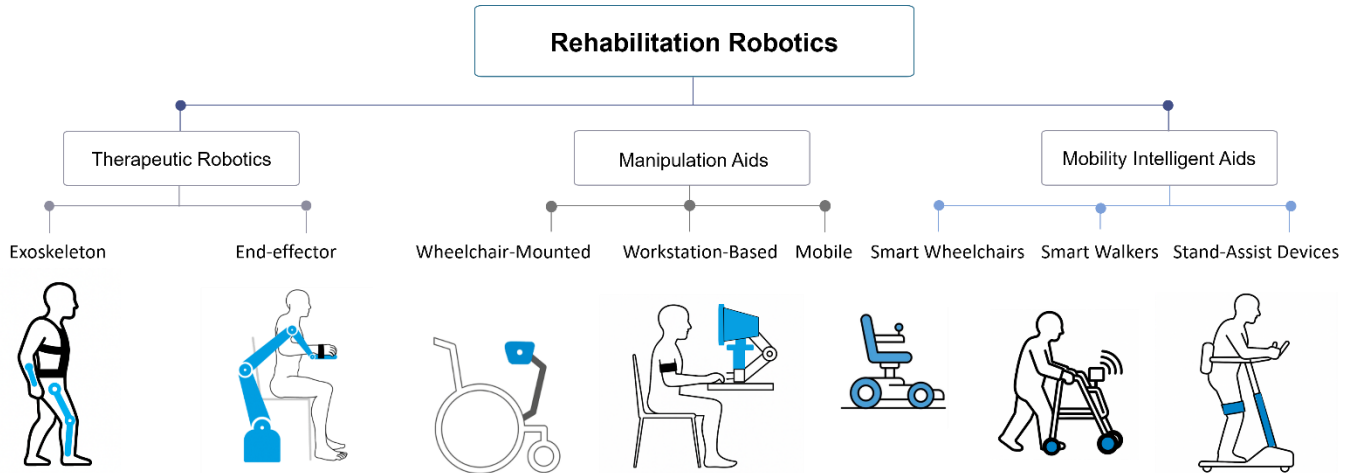 Rehabilitation Robotics
Therapeutic Robotics
Manipulation Aids
Mobility Intelligent Aids
Exoskeleton
End-effector
Wheelchair-Mounted
Workstation-Based
Mobile
Smart Wheelchairs
Smart Walkers
Stand-Assist Devices